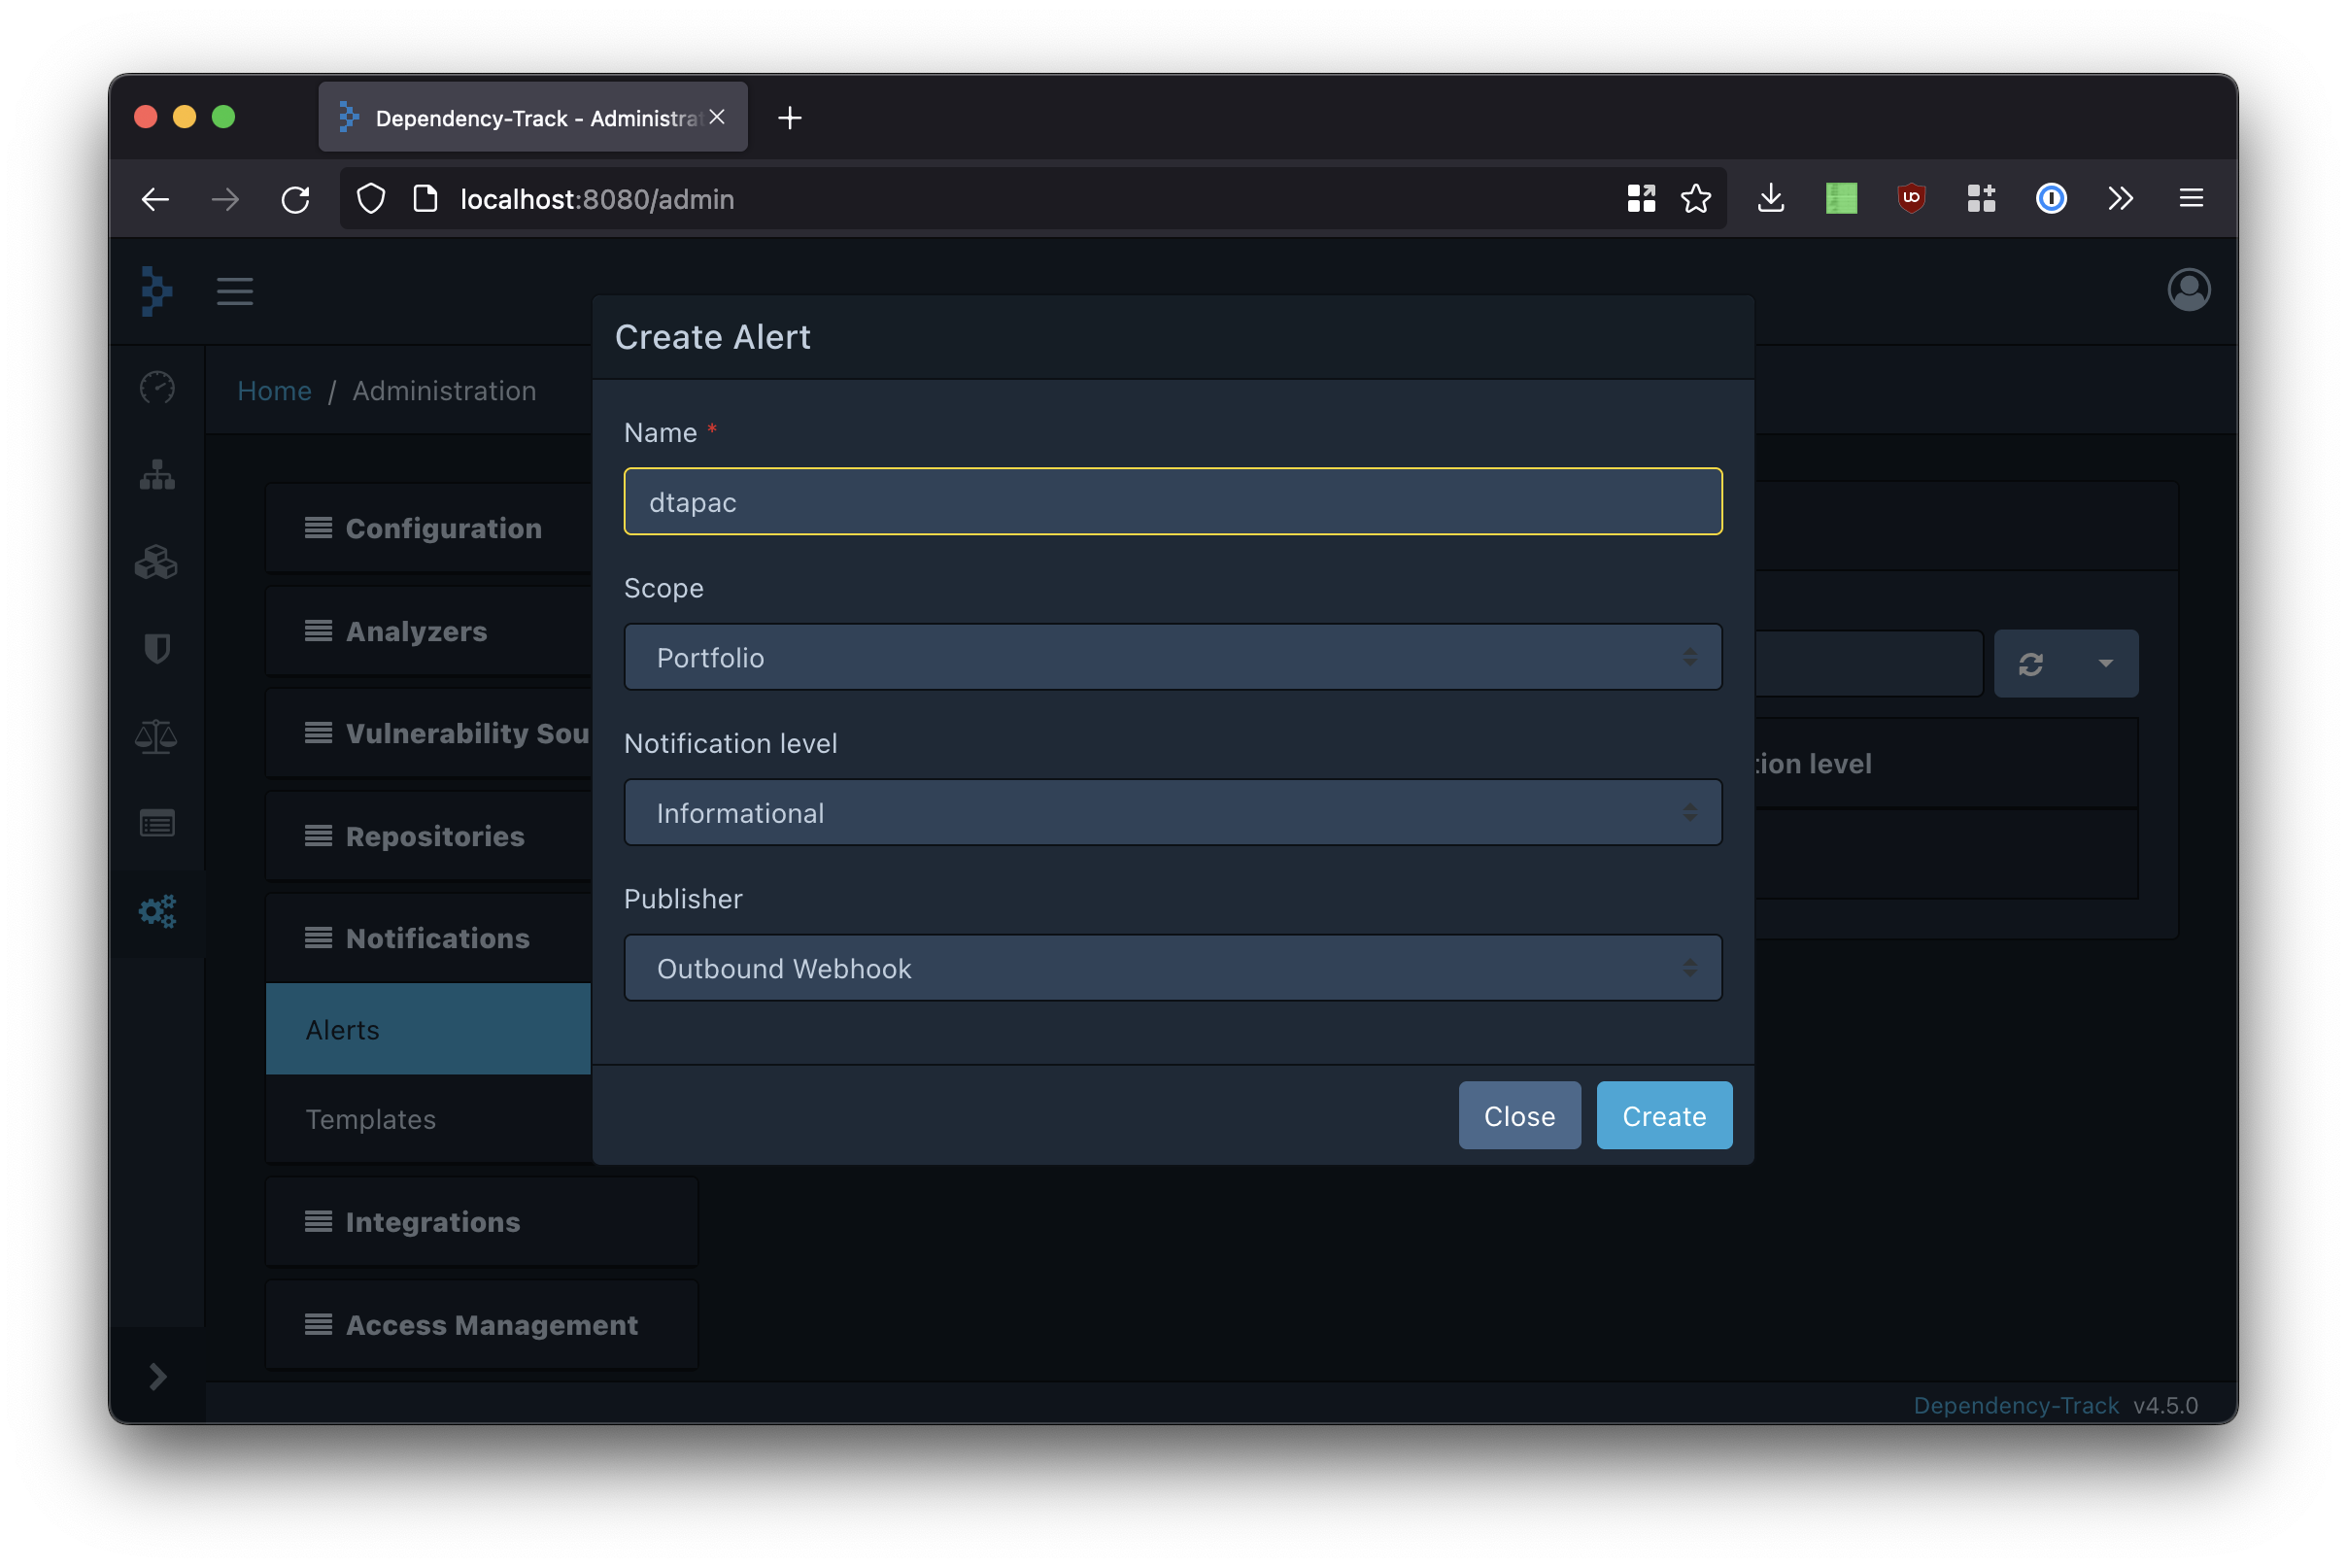 Dependency-Track - Administra
localhost:8080/admin
Create Alert
Home / Administration
Name *
dtapac
Configuration
Scope
Analyzers
Portfolio
Vulnerability Sou
Notification level
tion level
Informational
Repositories
Publisher
Notifications
Outbound Webhook
Alerts
Close
Create
Templates
Integrations
Access Management
Dependency-Track v4.5.0